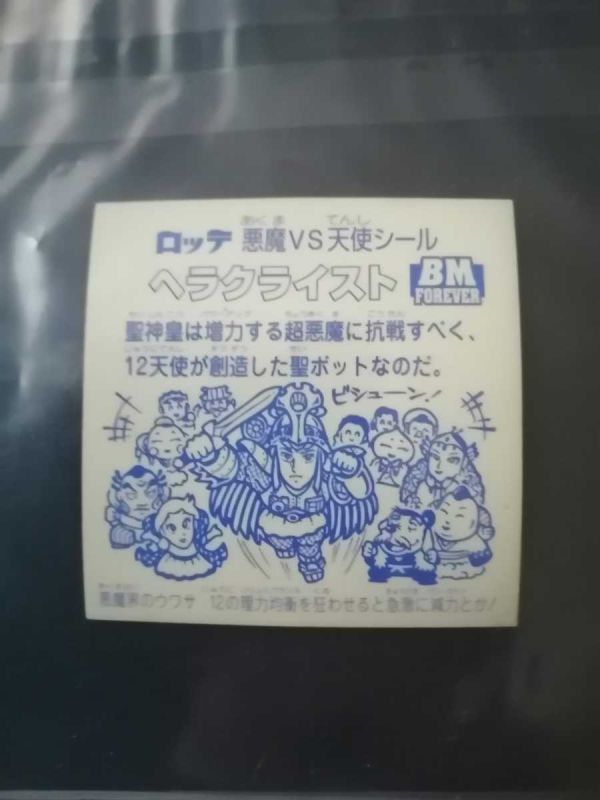 ロッテ 悪魔VS天使シール
ヘラクライスト BM FOREVER
聖神皇は増力する超悪魔に抗戦すべく、
12天使が創造した聖ボットなのだ。
ビシューン!
悪魔界のウワサ 12の理力均衡を狂わせると急激に減力とか!